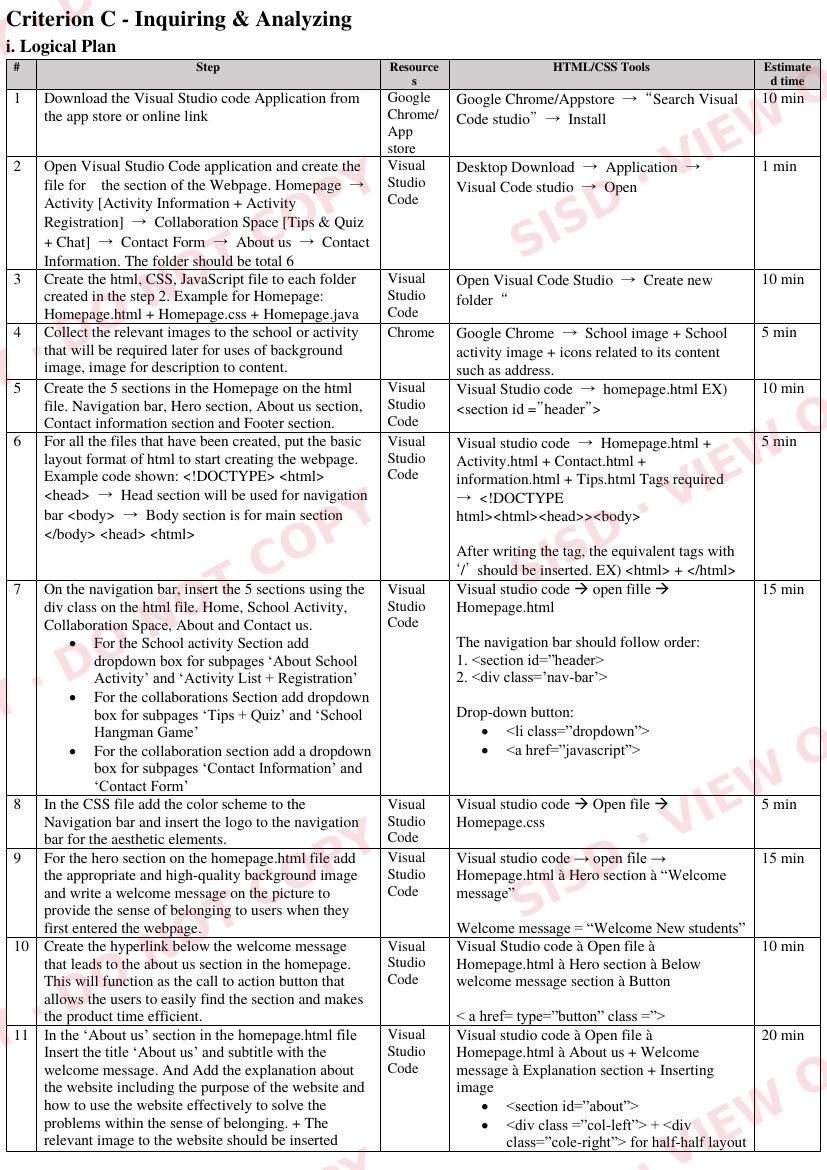 Criterion C - Inquiring & Analyzing
i. Logical Plan
# Step Resource s HTML/CSS Tools Estimate d time
1 Download the Visual Studio code Application from
the app store or online link
Google
Chrome/
App
store
Google Chrome/Appstore → “Search Visual
Code studio” → Install
10 min
2 Open Visual Studio Code application and create the
file for the section of the Webpage. Homepage →
Activity [Activity Information + Activity
Registration] → Collaboration Space [Tips & Quiz
+ Chat] → Contact Form → About us → Contact
Information. The folder should be total 6
Visual
Studio
Code
Desktop Download → Application →
Visual Code studio → Open
1 min
3 Create the html, CSS, JavaScript file to each folder
created in the step 2. Example for Homepage:
Homepage.html + Homepage.css + Homepage.java
Visual
Studio
Code
Open Visual Code Studio → Create new
folder “
10 min
4 Collect the relevant images to the school or activity
that will be required later for uses of background
image, image for description to content.
Chrome
Google Chrome → School image + School
activity image + icons related to its content
such as address.
5 min
5 Create the 5 sections in the Homepage on the html
file. Navigation bar, Hero section, About us section,
Contact information section and Footer section.
Visual
Studio
Code
Visual Studio code → homepage.html EX)
<section id =”header”>
10 min
6 For all the files that have been created, put the basic
layout format of html to start creating the webpage.
Example code shown: <!DOCTYPE> <html>
<head> → Head section will be used for navigation
bar <body> → Body section is for main section
</body> <head> <html>
Visual
Studio
Code
Visual studio code → Homepage.html +
Activity.html + Contact.html +
information.html + Tips.html Tags required
→ <!DOCTYPE
html><html><head>><body>
After writing the tag, the equivalent tags with
‘/’ should be inserted. EX) <html> + </html>
5 min
7 On the navigation bar, insert the 5 sections using the
div class on the html file. Home, School Activity,
Collaboration Space, About and Contact us.
• For the School activity Section add
dropdown box for subpages ‘About School
Activity’ and ‘Activity List + Registration’
• For the collaborations Section add dropdown
box for subpages ‘Tips + Quiz’ and ‘School
Hangman Game’
• For the collaboration section add a dropdown
box for subpages ‘Contact Information’ and
‘Contact Form’
Visual
Studio
Code
Visual studio code → open fille →
Homepage.html
The navigation bar should follow order:
1. <section id=”header>
2. <div class=’nav-bar’>
Drop-down button:
• <li class=”dropdown”>
• <a href=”javascript”>
15 min
8 In the CSS file add the color scheme to the
Navigation bar and insert the logo to the navigation
bar for the aesthetic elements.
Visual
Studio
Code
Visual studio code → Open file →
Homepage.css
5 min
9 For the hero section on the homepage.html file add
the appropriate and high-quality background image
and write a welcome message on the picture to
provide the sense of belonging to users when they
first entered the webpage.
Visual
Studio
Code
Visual studio code → open file →
Homepage.html à Hero section à “Welcome
message”
Welcome message = “Welcome New students”
15 min
10 Create the hyperlink below the welcome message
that leads to the about us section in the homepage.
This will function as the call to action button that
allows the users to easily find the section and makes
the product time efficient.
Visual
Studio
Code
Visual Studio code à Open file à
Homepage.html à Hero section à Below
welcome message section à Button
< a href= type=”button” class =”>
10 min
11 In the ‘About us’ section in the homepage.html file
Insert the title ‘About us’ and subtitle with the
welcome message. And Add the explanation about
the website including the purpose of the website and
how to use the website effectively to solve the
problems within the sense of belonging. + The
relevant image to the website should be inserted
Visual
Studio
Code
Visual studio code à Open file à
Homepage.html à About us + Welcome
message à Explanation section + Inserting
image
• <section id=”about”>
• <div class =”col-left”> + <div
class=”cole-right”> for half-half layout
20 min
SISD · VIEW O
· DO NOT COPY
SISD · VIEW O
· DO NOT COPY
SISD · VIEW O
· DO NOT COPY
SISD · VIEW O